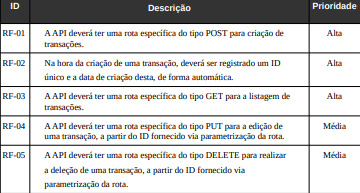 ID Descrição Prioridade
RF-01 A API deverá ter uma rota específica do tipo POST para criação de Alta
transações.
RF-02 Na hora da criação de uma transação, deverá ser registrado um ID Alta
único e a data de criação desta, de forma automática.
RF-03 A API deverá ter uma rota específica do tipo GET para a listagem de Alta
transações.
RF-04 A API deverá ter uma rota específica do tipo PUT para a edição de Média
uma transação, a partir do ID fornecido via parametrização da rota.
RF-05 A API deverá ter uma rota específica do tipo DELETE para realizar Média
a deleção de uma transação, a partir do ID fornecido via
parametrização da rota.